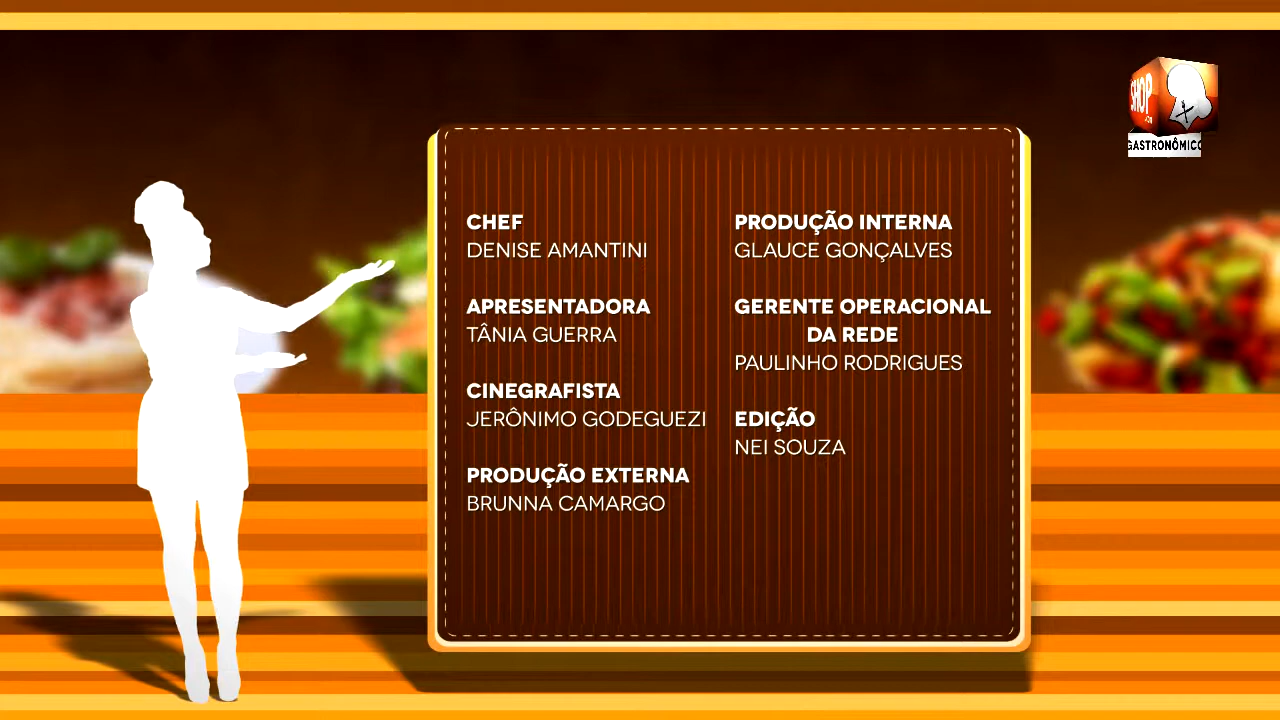 SHOP
.COM
GASTRONÔMICO
CHEF
DENISE AMANTINI
APRESENTADORA
TÂNIA GUERRA
CINEGRAFISTA
JERÔNIMO GODEGUEZI
PRODUÇÃO EXTERNA
BRUNNA CAMARGO
PRODUÇÃO INTERNA
GLAUCE GONÇALVES
GERENTE OPERACIONAL
DA REDE
PAULINHO RODRIGUES
EDIÇÃO
NEI SOUZA